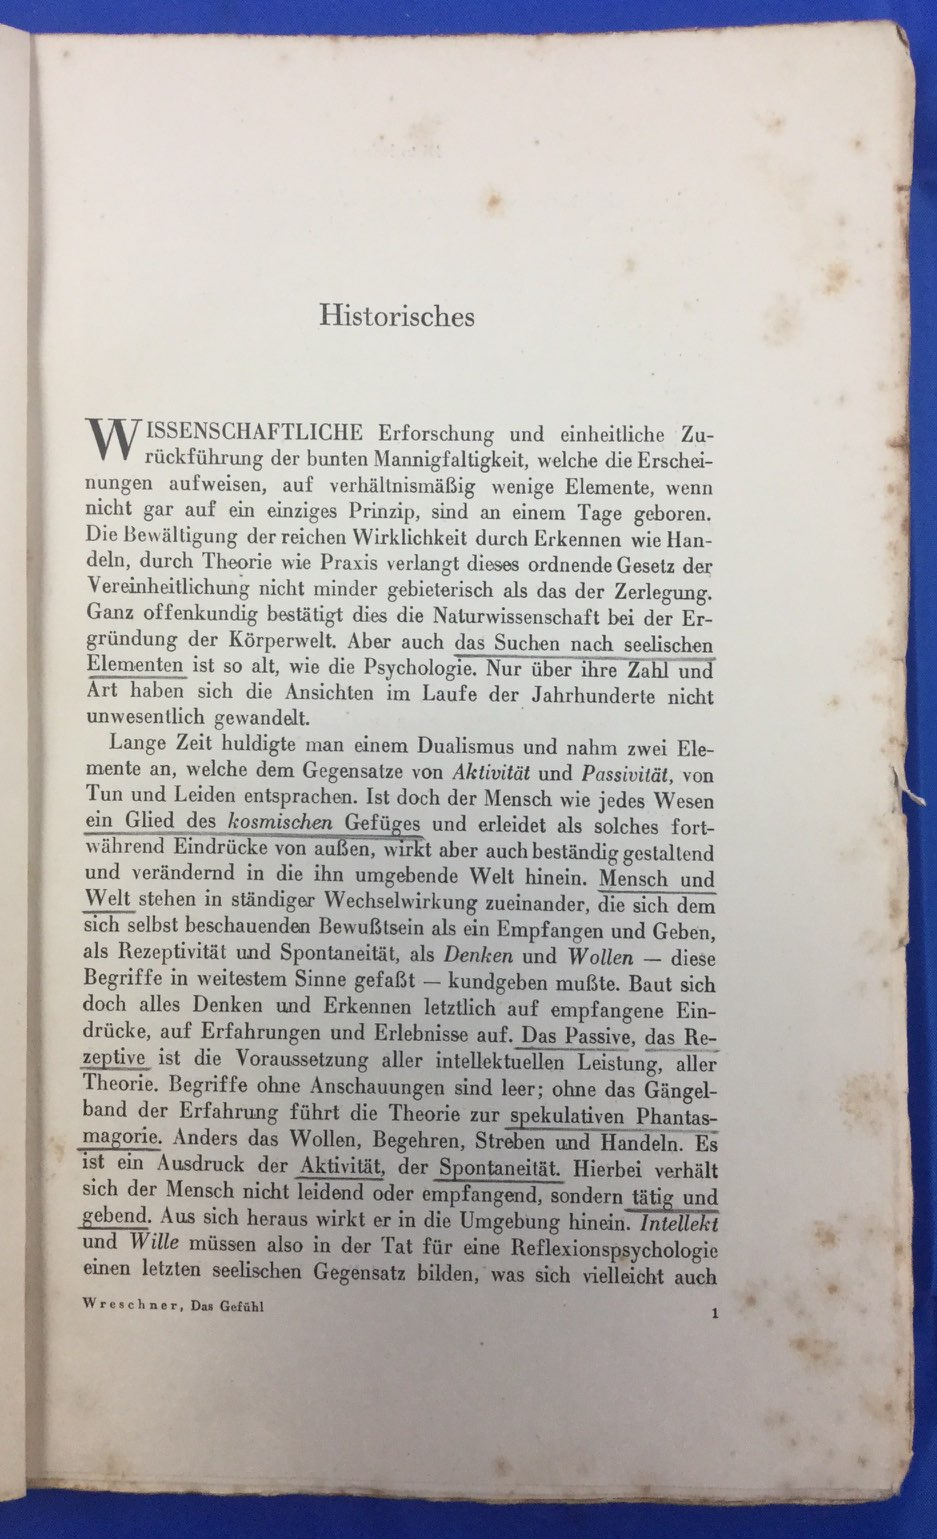 Historisches
WISSENSCHAFTLICHE Erforschung und einheitliche Zu-
rückführung der bunten Mannigfaltigkeit, welche die Erschei-
nungen aufweisen, auf verhältnismäßig wenige Elemente, wenn
nicht gar auf ein einziges Prinzip, sind an einem Tage geboren.
Die Bewältigung der reichen Wirklichkeit durch Erkennen wie Han-
deln, durch Theorie wie Praxis verlangt dieses ordnende Gesetz der
Vereinheitlichung nicht minder gebieterisch als das der Zerlegung.
Ganz offenkundig bestätigt dies die Naturwissenschaft bei der Er-
gründung der Körperwelt. Aber auch das Suchen nach seelischen
Elementen ist so alt, wie die Psychologie. Nur über ihre Zahl und
Art haben sich die Ansichten im Laufe der Jahrhunderte nicht
unwesentlich gewandelt.
Lange Zeit huldigte man einem Dualismus und nahm zwei Ele-
mente an, welche dem Gegensatze von Aktivität und Passivität, von
Tun und Leiden entsprachen. Ist doch der Mensch wie jedes Wesen
ein Glied des kosmischen Gefüges und erleidet als solches fort-
während Eindrücke von außen, wirkt aber auch beständig gestaltend
und verändernd in die ihn umgebende Welt hinein. Mensch und
Welt stehen in ständiger Wechselwirkung zueinander, die sich dem
sich selbst beschauenden Bewußtsein als ein Empfangen und Geben,
als Rezeptivität und Spontaneität, als Denken und Wollen — diese
Begriffe in weitestem Sinne gefaßt — kundgeben mußte. Baut sich
doch alles Denken und Erkennen letztlich auf empfangene Ein-
drücke, auf Erfahrungen und Erlebnisse auf. Das Passive, das Re-
zeptive ist die Voraussetzung aller intellektuellen Leistung, aller
Theorie. Begriffe ohne Anschauungen sind leer; ohne das Gängel-
band der Erfahrung führt die Theorie zur spekulativen Phantas-
magorie. Anders das Wollen, Begehren, Streben und Handeln. Es
ist ein Ausdruck der Aktivität, der Spontaneität. Hierbei verhält
sich der Mensch nicht leidend oder empfangend, sondern tätig und
gebend. Aus sich heraus wirkt er in die Umgebung hinein. Intellekt
und Wille müssen also in der Tat für eine Reflexionspsychologie
einen letzten seelischen Gegensatz bilden, was sich vielleicht auch
Wreschner, Das Gefühl 1